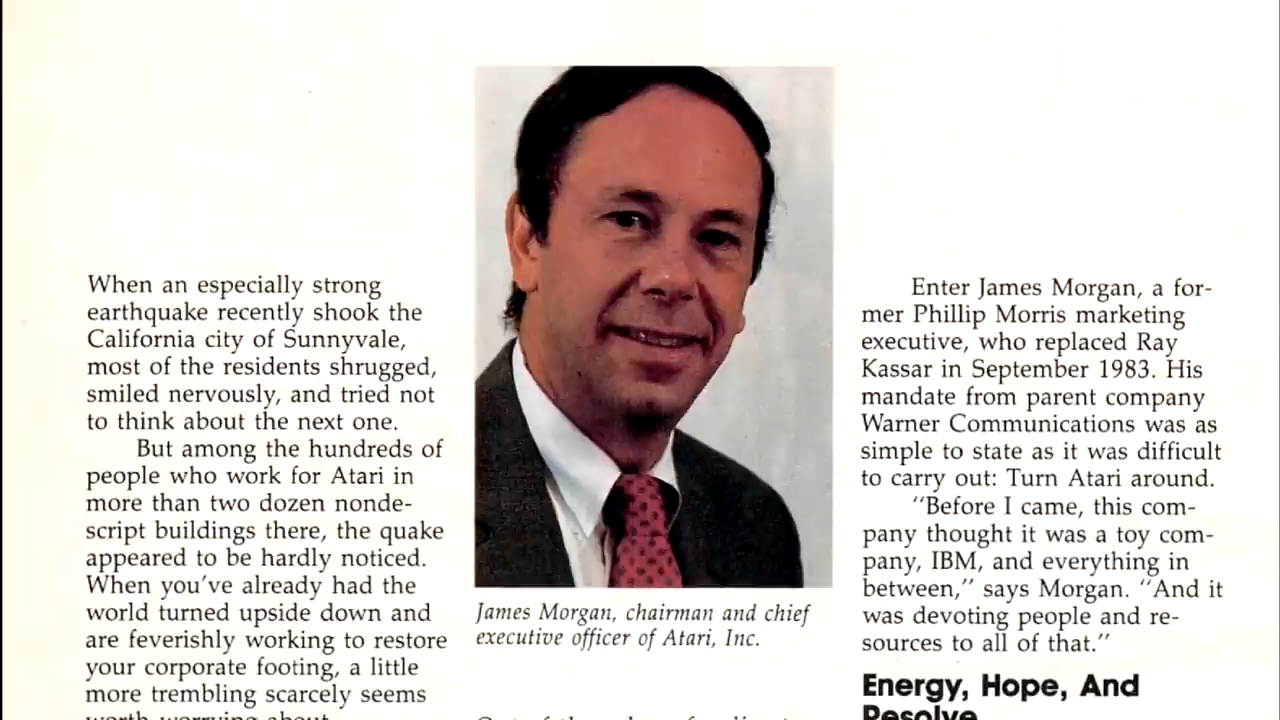 When an especially strong
earthquake recently shook the
California city of Sunnyvale,
most of the residents shrugged,
smiled nervously, and tried not
to think about the next one.
But among the hundreds of
people who work for Atari in
more than two dozen nonde-
script buildings there, the quake
appeared to be hardly noticed.
When you've already had the
world turned upside down and
are feverishly working to restore
your corporate footing, a little
more trembling scarcely seems
worth worrying about.
James Morgan, chairman and chief
executive officer of Atari, Inc.
Enter James Morgan, a for-
mer Phillip Morris marketing
executive, who replaced Ray
Kassar in September 1983. His
mandate from parent company
Warner Communications was as
simple to state as it was difficult
to carry out: Turn Atari around.
"Before I came, this com-
pany thought it was a toy com-
pany, IBM, and everything in
between," says Morgan. "And it
was devoting people and re-
sources to all of that."
Energy, Hope, And
Resolve